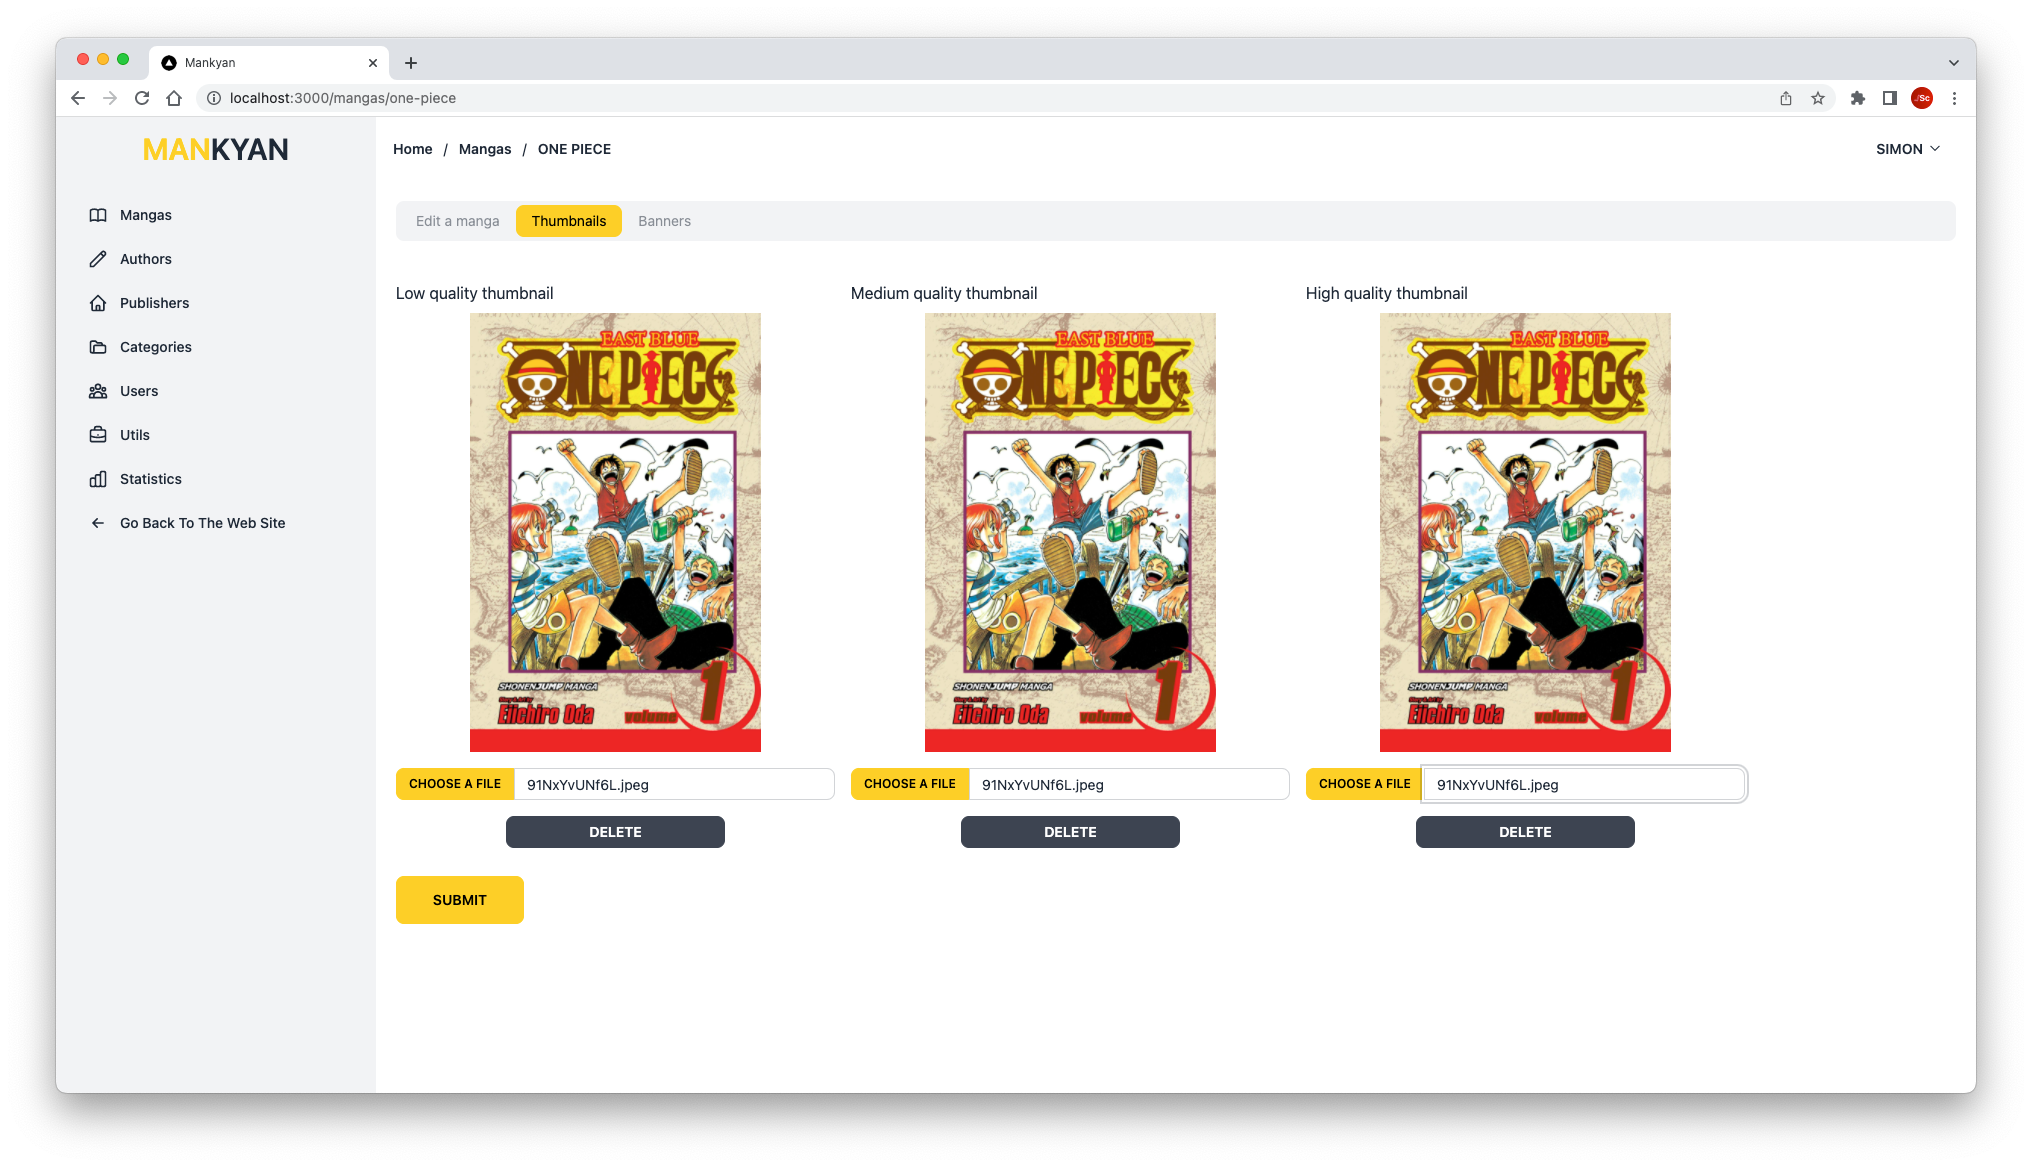 Mankyan
localhost:3000/mangas/one-piece
MANKYAN
Home / Mangas / ONE PIECE
SIMON
Mangas
Authors
Publishers
Categories
Users
Utils
Statistics
Go Back To The Web Site
Edit a manga
Thumbnails
Banners
Low quality thumbnail
EAST BLUE
ONE PIECE
SHONEN JUMP MANGA
Eiichiro Oda
volume 1
CHOOSE A FILE
91NxYvUNf6L.jpeg
DELETE
Medium quality thumbnail
EAST BLUE
ONE PIECE
SHONEN JUMP MANGA
Eiichiro Oda
volume 1
CHOOSE A FILE
91NxYvUNf6L.jpeg
DELETE
High quality thumbnail
EAST BLUE
ONE PIECE
SHONEN JUMP MANGA
Eiichiro Oda
volume 1
CHOOSE A FILE
91NxYvUNf6L.jpeg
DELETE
SUBMIT